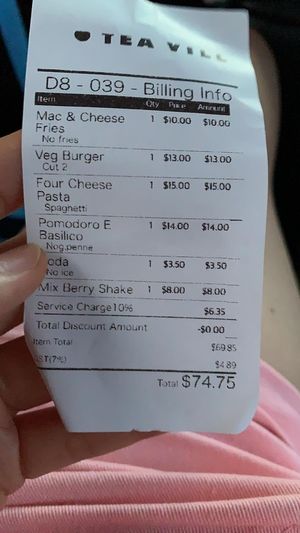 TEA VILL
D8 - 039 - Billing Info
Item Qty Price Amount
Mac & Cheese 1 $10.00 $10.00
Fries
No fries
Veg Burger 1 $13.00 $13.00
Cut 2
Four Cheese 1 $15.00 $15.00
Pasta
Spaghetti
Pomodoro E 1 $14.00 $14.00
Basilico
Nog.penne
oda 1 $3.50 $3.50
No ice
Mix Berry Shake 1 $8.00 $8.00
Service Charge10% $6.35
Total Discount Amount -$0.00
Item Total $69.85
ST(7%) $4.89
Total $74.75